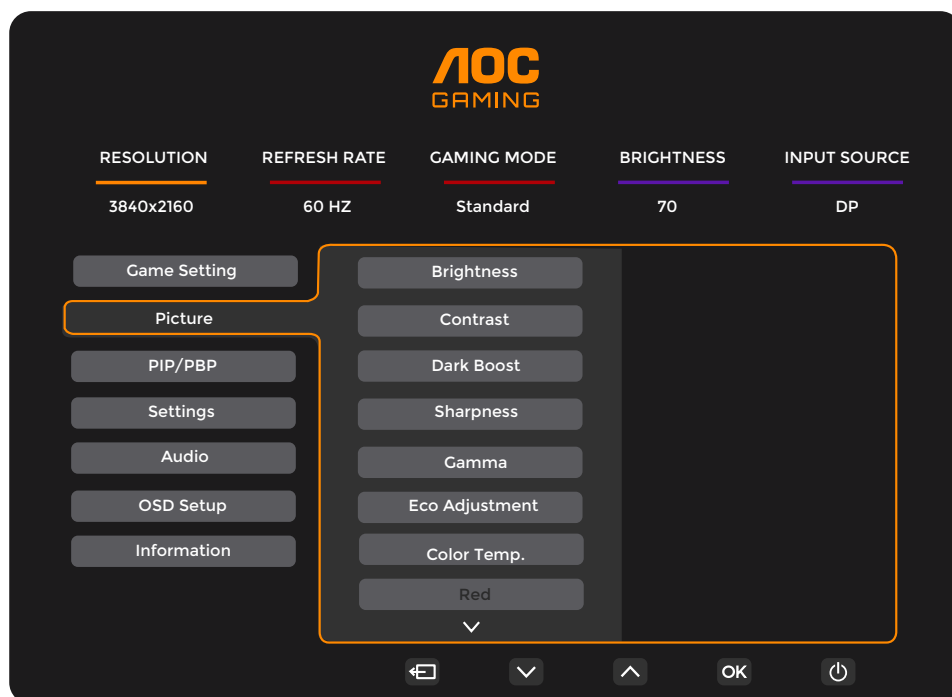 AOC
GAMING
RESOLUTION REFRESH RATE GAMING MODE BRIGHTNESS INPUT SOURCE
3840x2160 60 HZ Standard 70 DP
Game Setting
Picture
PIP/PBP
Settings
Audio
OSD Setup
Information
Brightness
Contrast
Dark Boost
Sharpness
Gamma
Eco Adjustment
Color Temp.
Red
OK